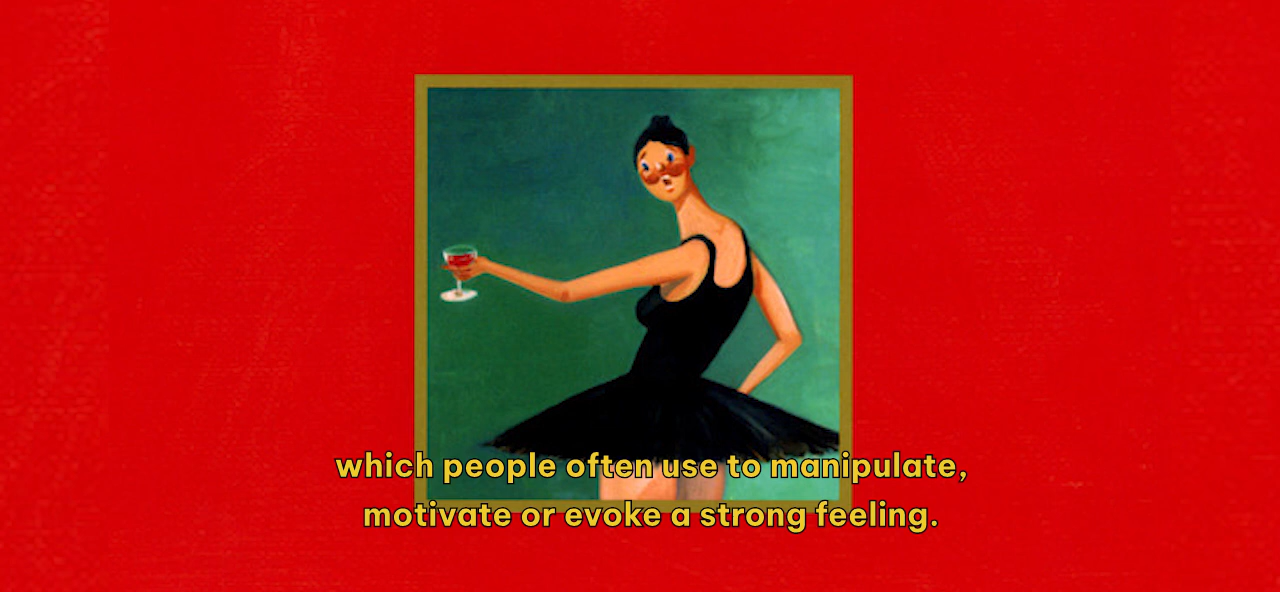 which people often use to manipulate,
motivate or evoke a strong feeling.